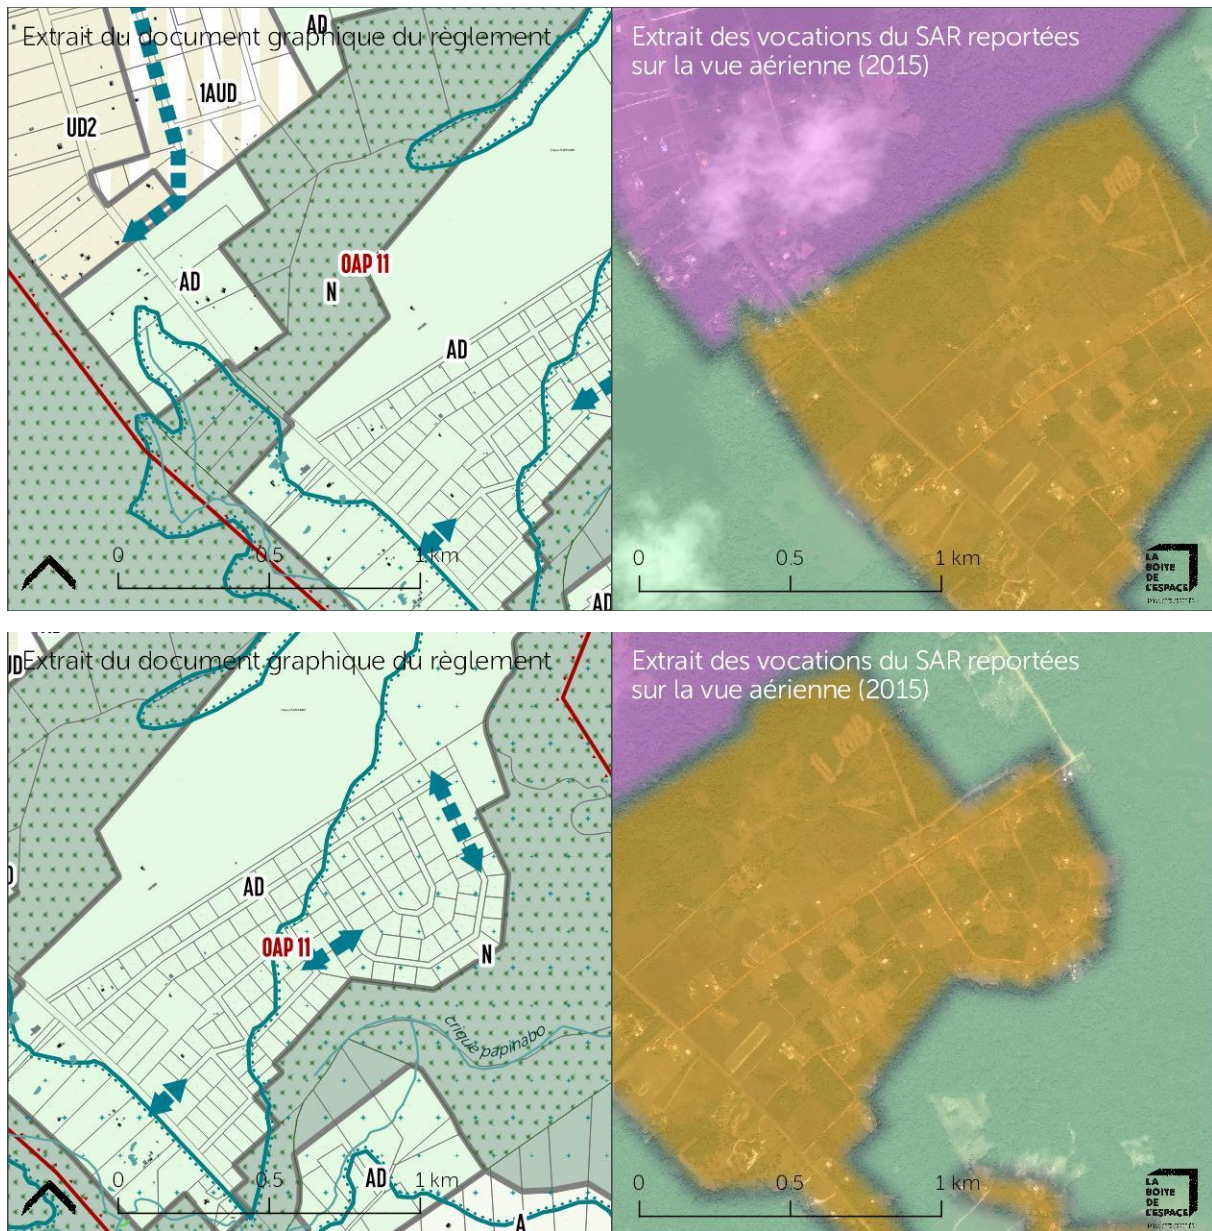 Extrait du document graphique du règlement
AD
1AUD
UD2
AD
OAP 11
N
AD
AD
0 0.5 1 km
Extrait des vocations du SAR reportées
sur la vue aérienne (2015)
0 0.5 1 km
LA
BOITE
DE
L'ESPACE
Extrait du document graphique du règlement
UD
AD
OAP 11
N
crique papinabo
AD
A
0 0.5 1 km
Extrait des vocations du SAR reportées
sur la vue aérienne (2015)
0 0.5 1 km
LA
BOITE
DE
L'ESPACE